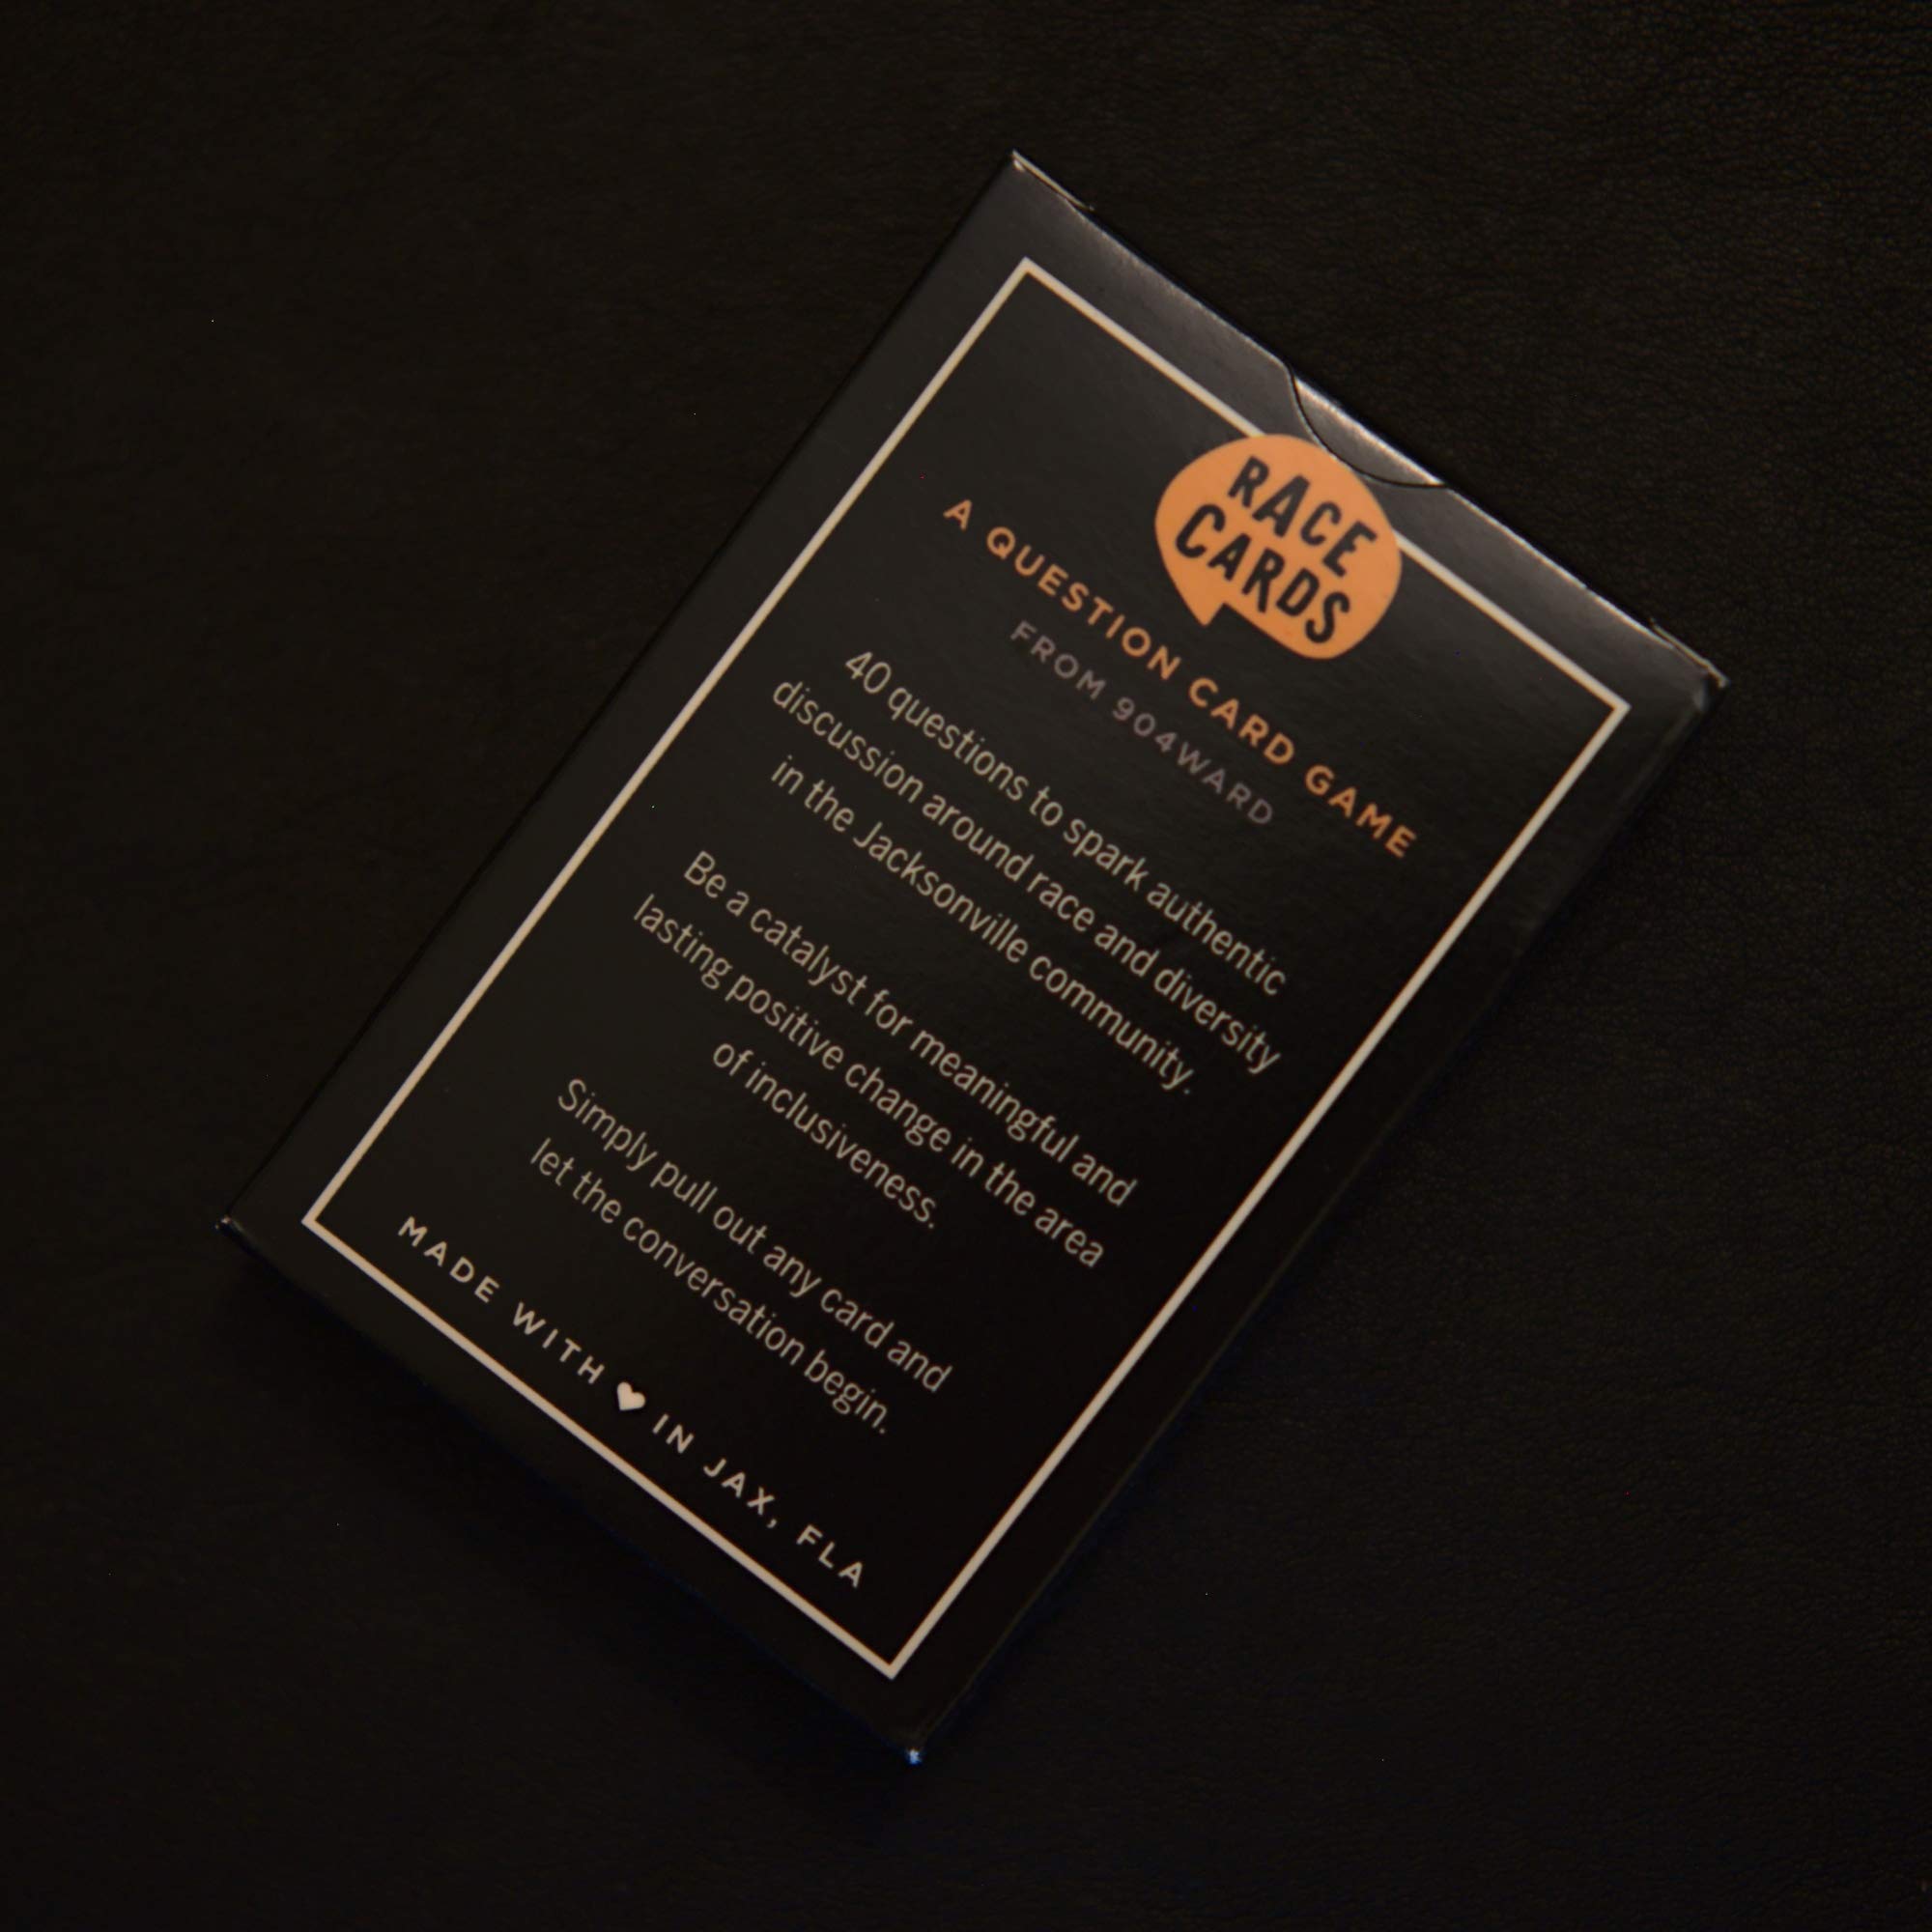 RACE
CARDS
A QUESTION CARD GAME
FROM 904WARD
40 questions to spark authentic
discussion around race and diversity
in the Jacksonville community.
Be a catalyst for meaningful and
lasting positive change in the area
of inclusiveness.
Simply pull out any card and
let the conversation begin.
MADE WITH ♥ IN JAX, FLA